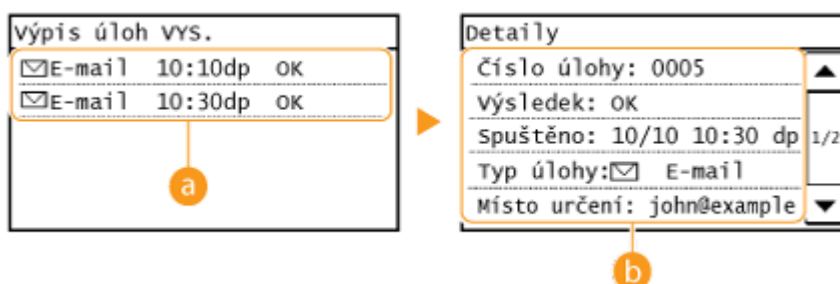 Výpis úloh VYS.
E-mail 10:10dp OK
E-mail 10:30dp OK
a
Detaily
Číslo úlohy: 0005
Výsledek: OK
Spuštěno: 10/10 10:30 dp
1/2
Typ úlohy: E-mail
Místo určení: john@example
b